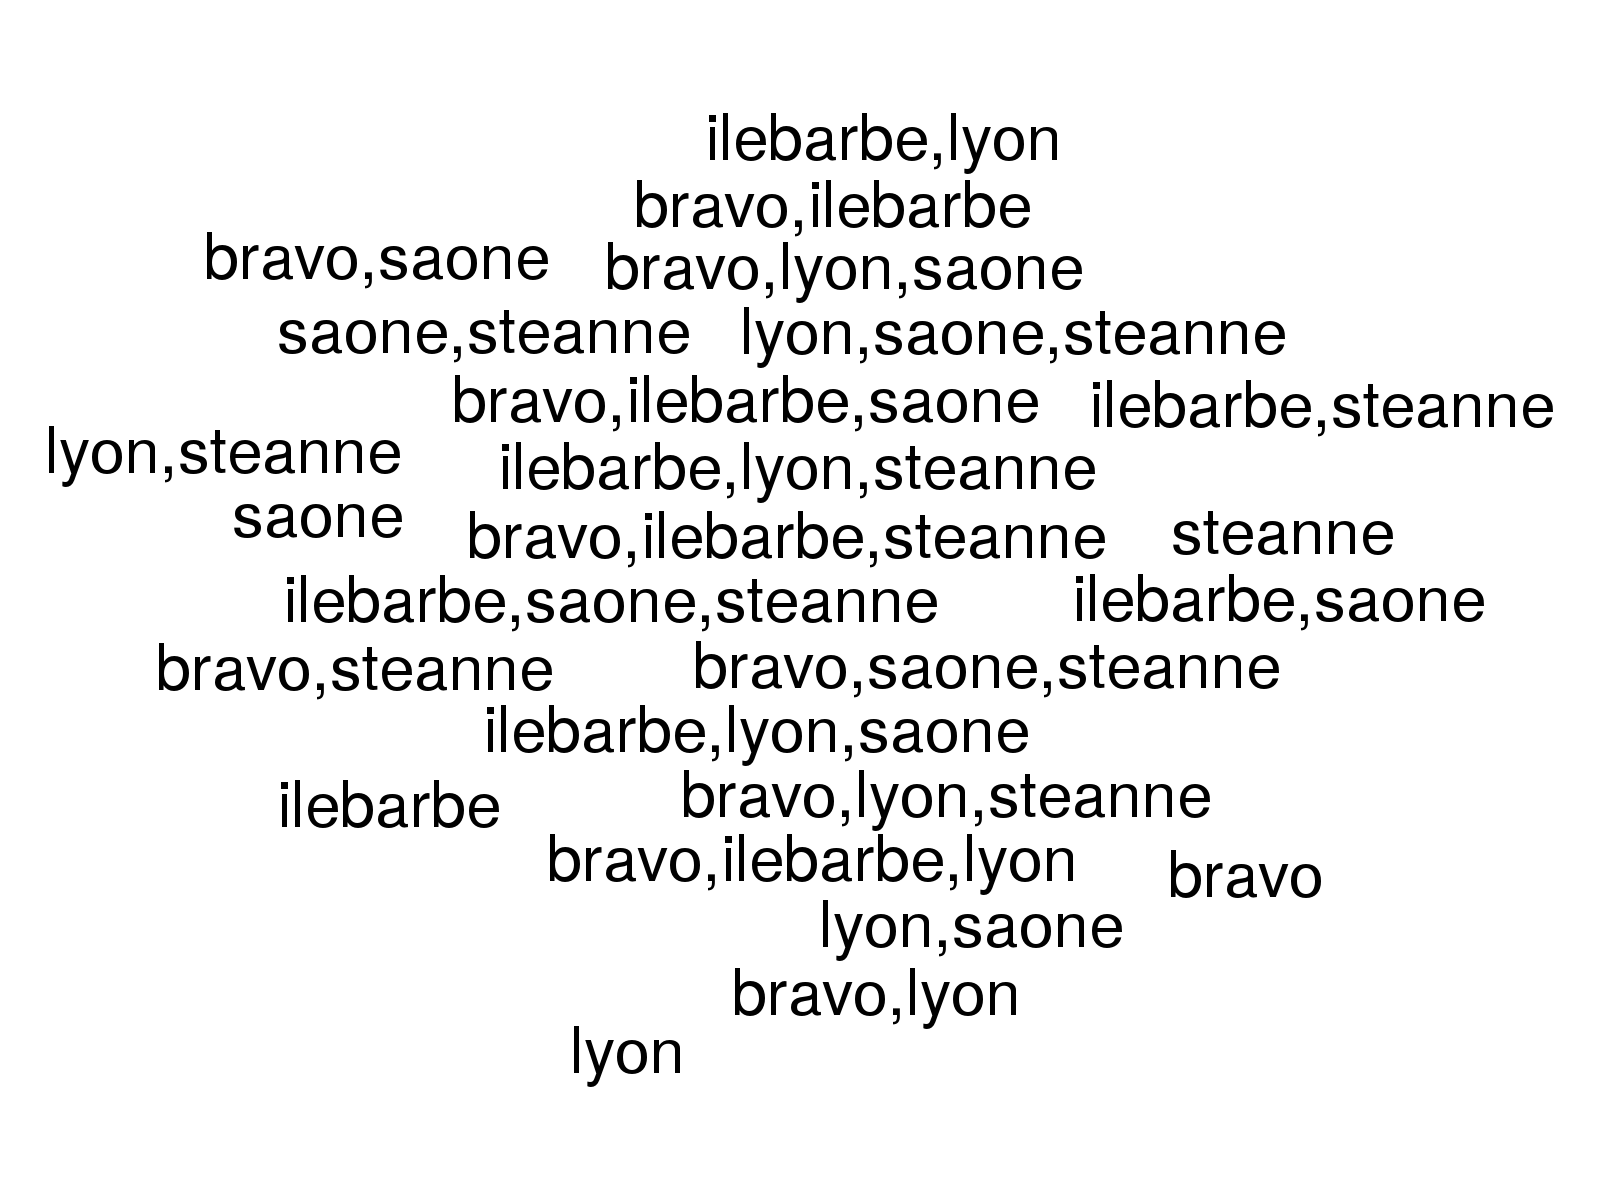 ilebarbe,lyon
bravo,ilebarbe
bravo,saone
bravo,lyon,saone
saone,steanne
lyon,saone,steanne
bravo,ilebarbe,saone
ilebarbe,steanne
lyon,steanne
ilebarbe,lyon,steanne
saone
bravo,ilebarbe,steanne
steanne
ilebarbe,saone,steanne
ilebarbe,saone
bravo,steanne
bravo,saone,steanne
ilebarbe,lyon,saone
ilebarbe
bravo,lyon,steanne
bravo,ilebarbe,lyon
bravo
lyon,saone
bravo,lyon
lyon